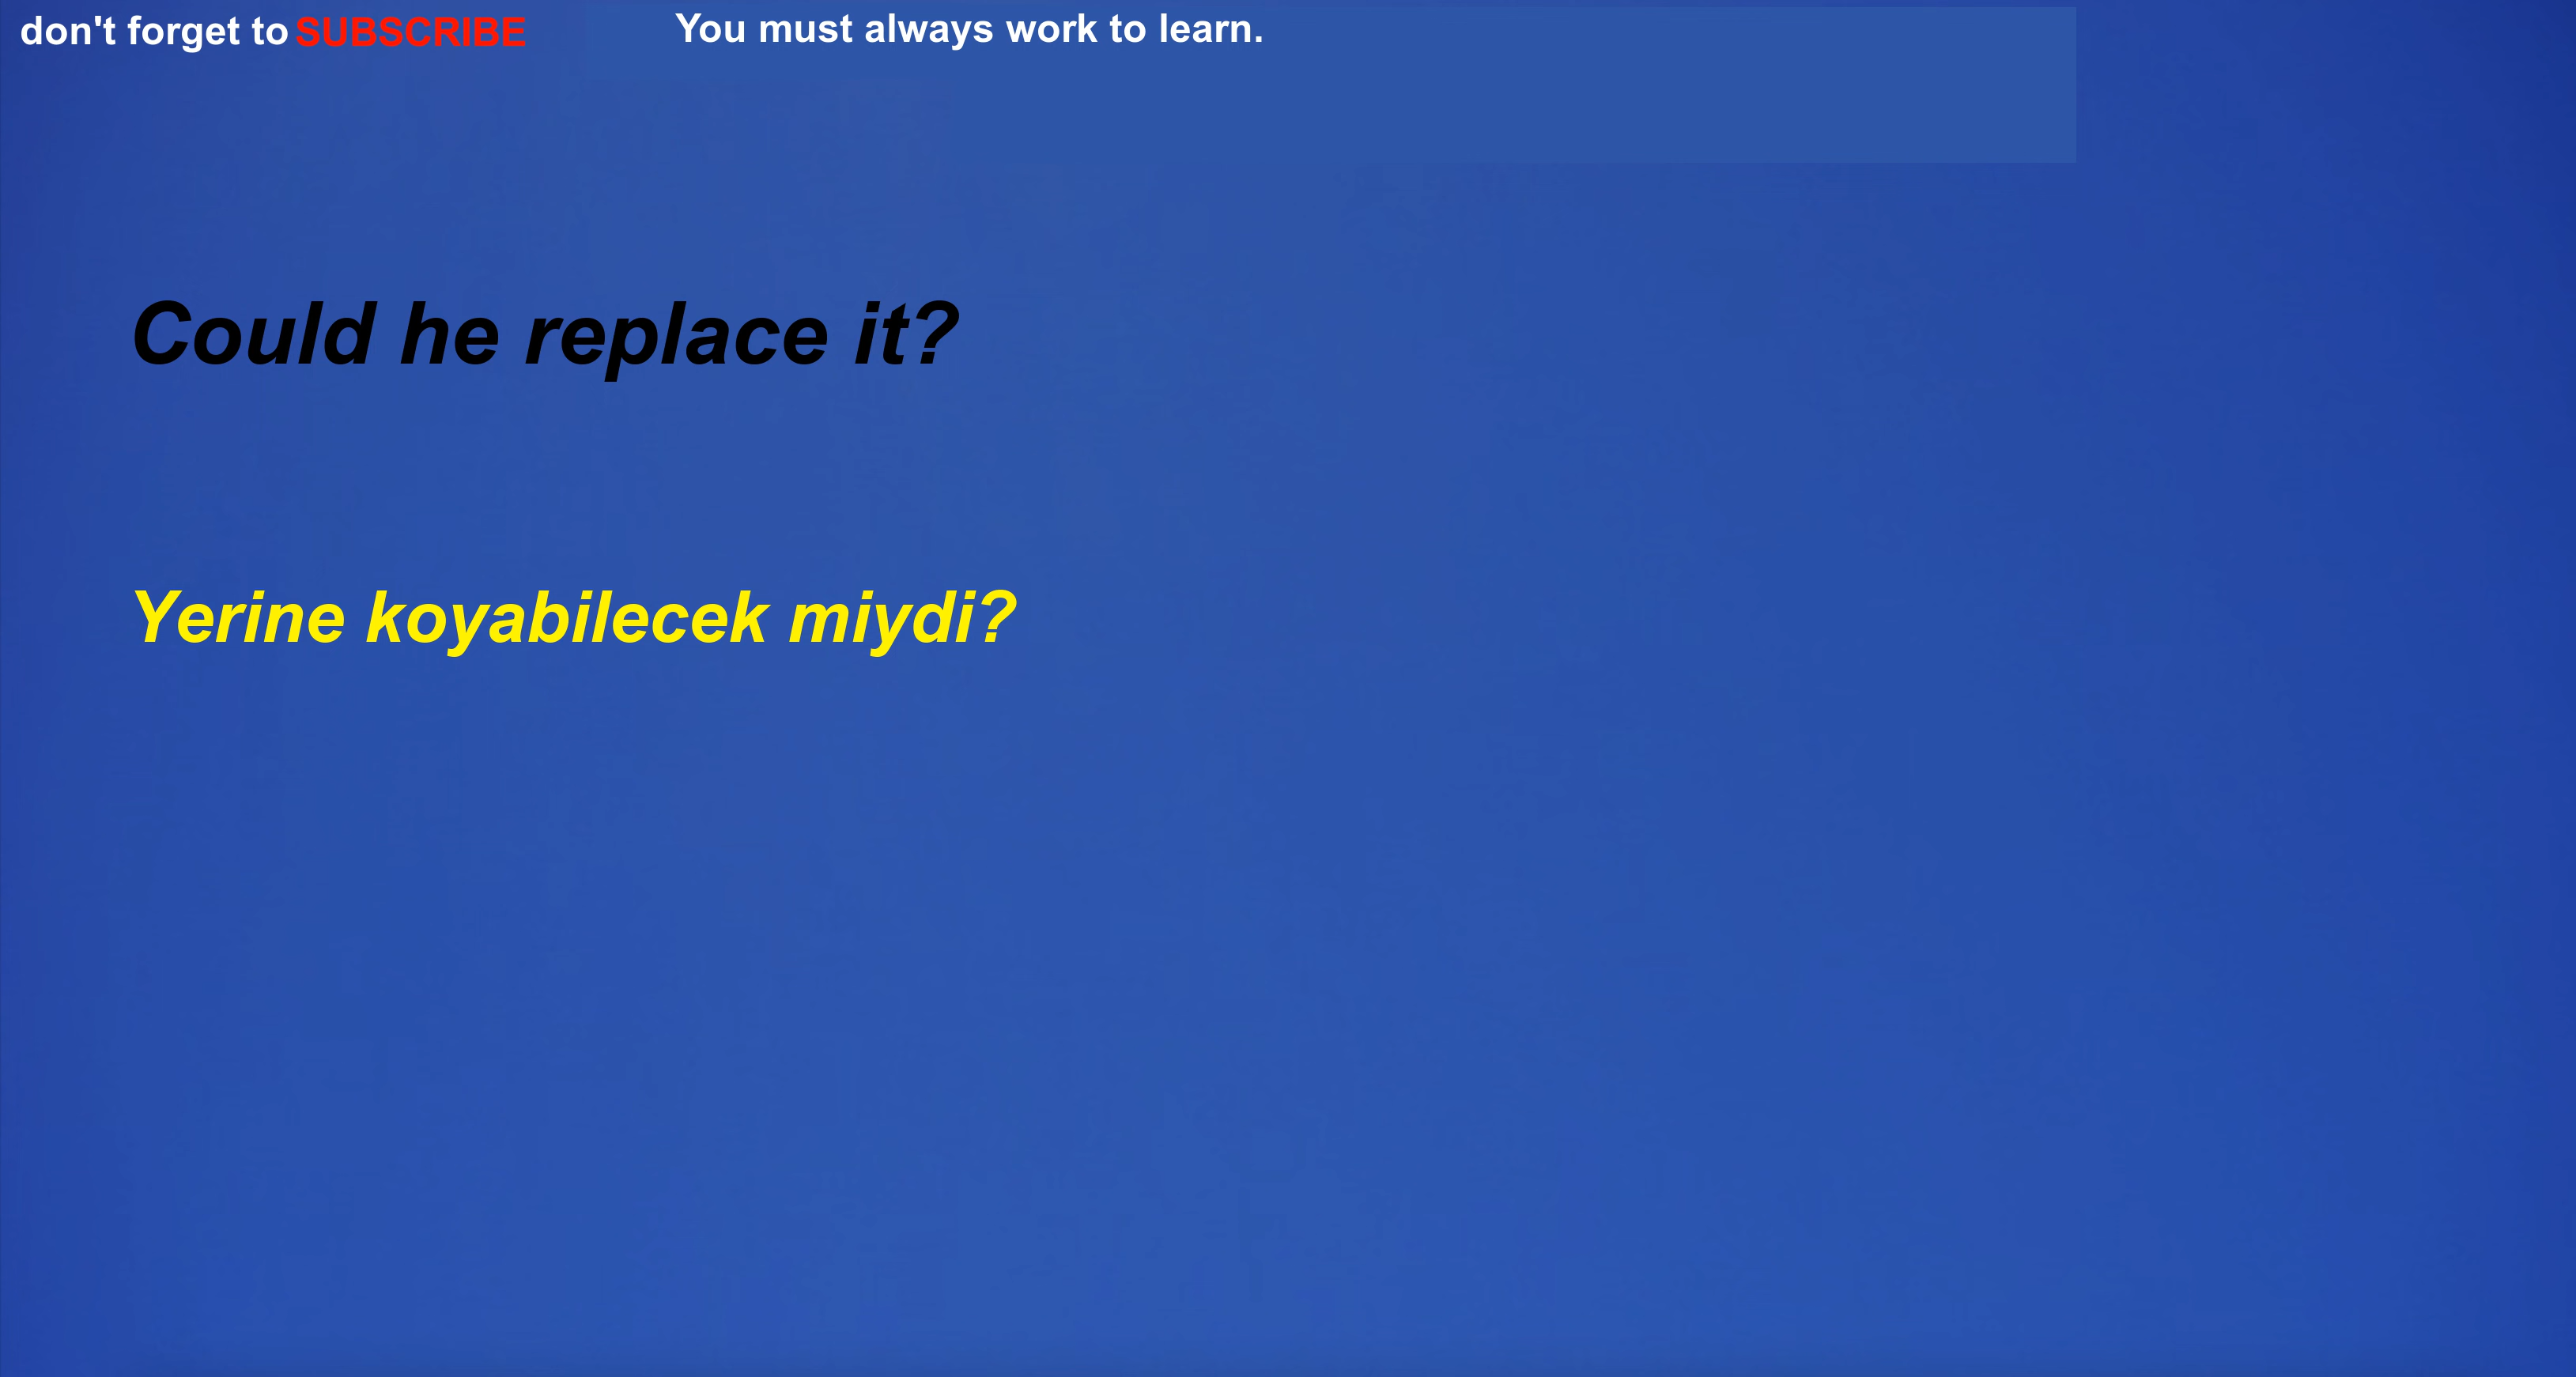 don't forget to SUBSCRIBE You must always work to learn.
Could he replace it?
Yerine koyabilecek miydi?